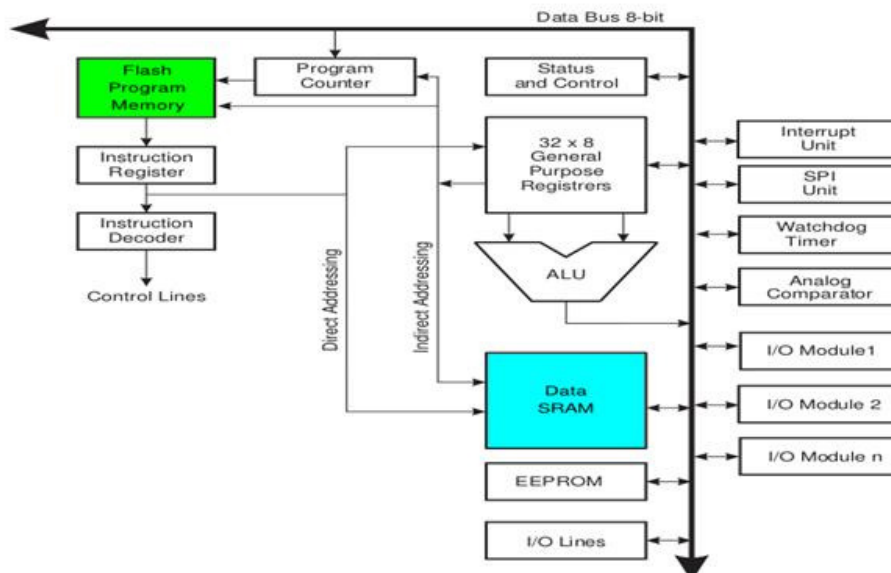 Data Bus 8-bit
Flash
Program
Memory
Program
Counter
Status
and Control
Instruction
Register
32 x 8
General
Purpose
Registrers
Interrupt
Unit
SPI
Unit
Instruction
Decoder
Watchdog
Timer
ALU
Analog
Comparator
Control Lines
Direct Addressing
Indirect Addressing
I/O Module1
Data
SRAM
I/O Module 2
I/O Module n
EEPROM
I/O Lines